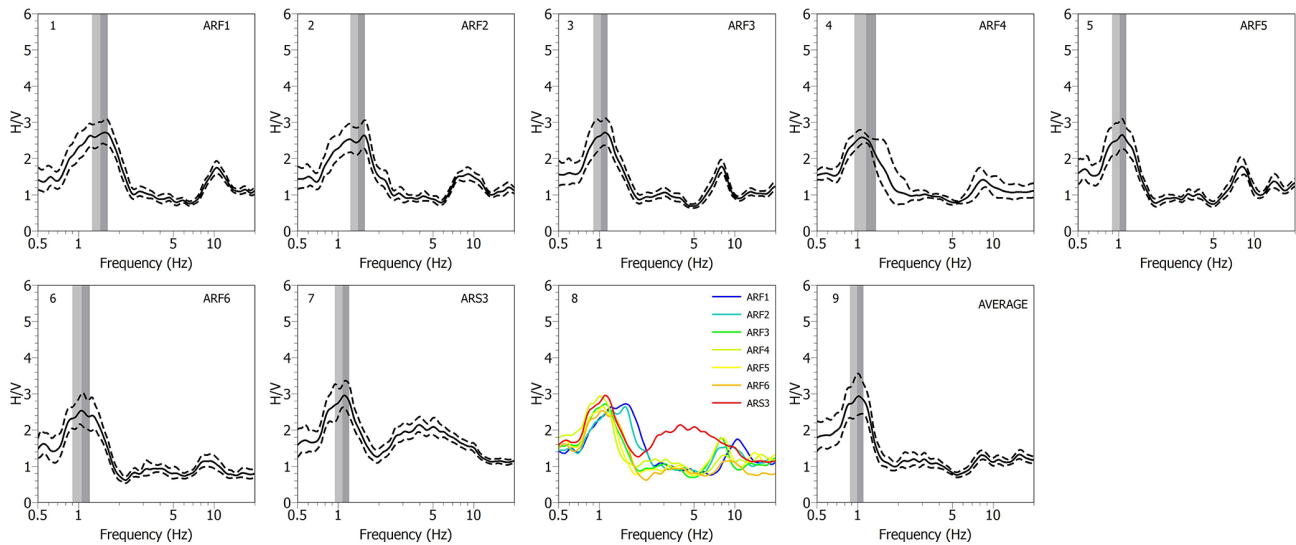 1 ARF1
6
5
4
3
2
1
0
H/V
0.5 1 5 10
Frequency (Hz)
2 ARF2
6
5
4
3
2
1
0
H/V
0.5 1 5 10
Frequency (Hz)
3 ARF3
6
5
4
3
2
1
0
H/V
0.5 1 5 10
Frequency (Hz)
4 ARF4
6
5
4
3
2
1
0
H/V
0.5 1 5 10
Frequency (Hz)
5 ARF5
6
5
4
3
2
1
0
H/V
0.5 1 5 10
Frequency (Hz)
6 ARF6
6
5
4
3
2
1
0
H/V
0.5 1 5 10
Frequency (Hz)
7 ARS3
6
5
4
3
2
1
0
H/V
0.5 1 5 10
Frequency (Hz)
8
ARF1
ARF2
ARF3
ARF4
ARF5
ARF6
ARS3
6
5
4
3
2
1
0
H/V
0.5 1 5 10
Frequency (Hz)
9 AVERAGE
6
5
4
3
2
1
0
H/V
0.5 1 5 10
Frequency (Hz)